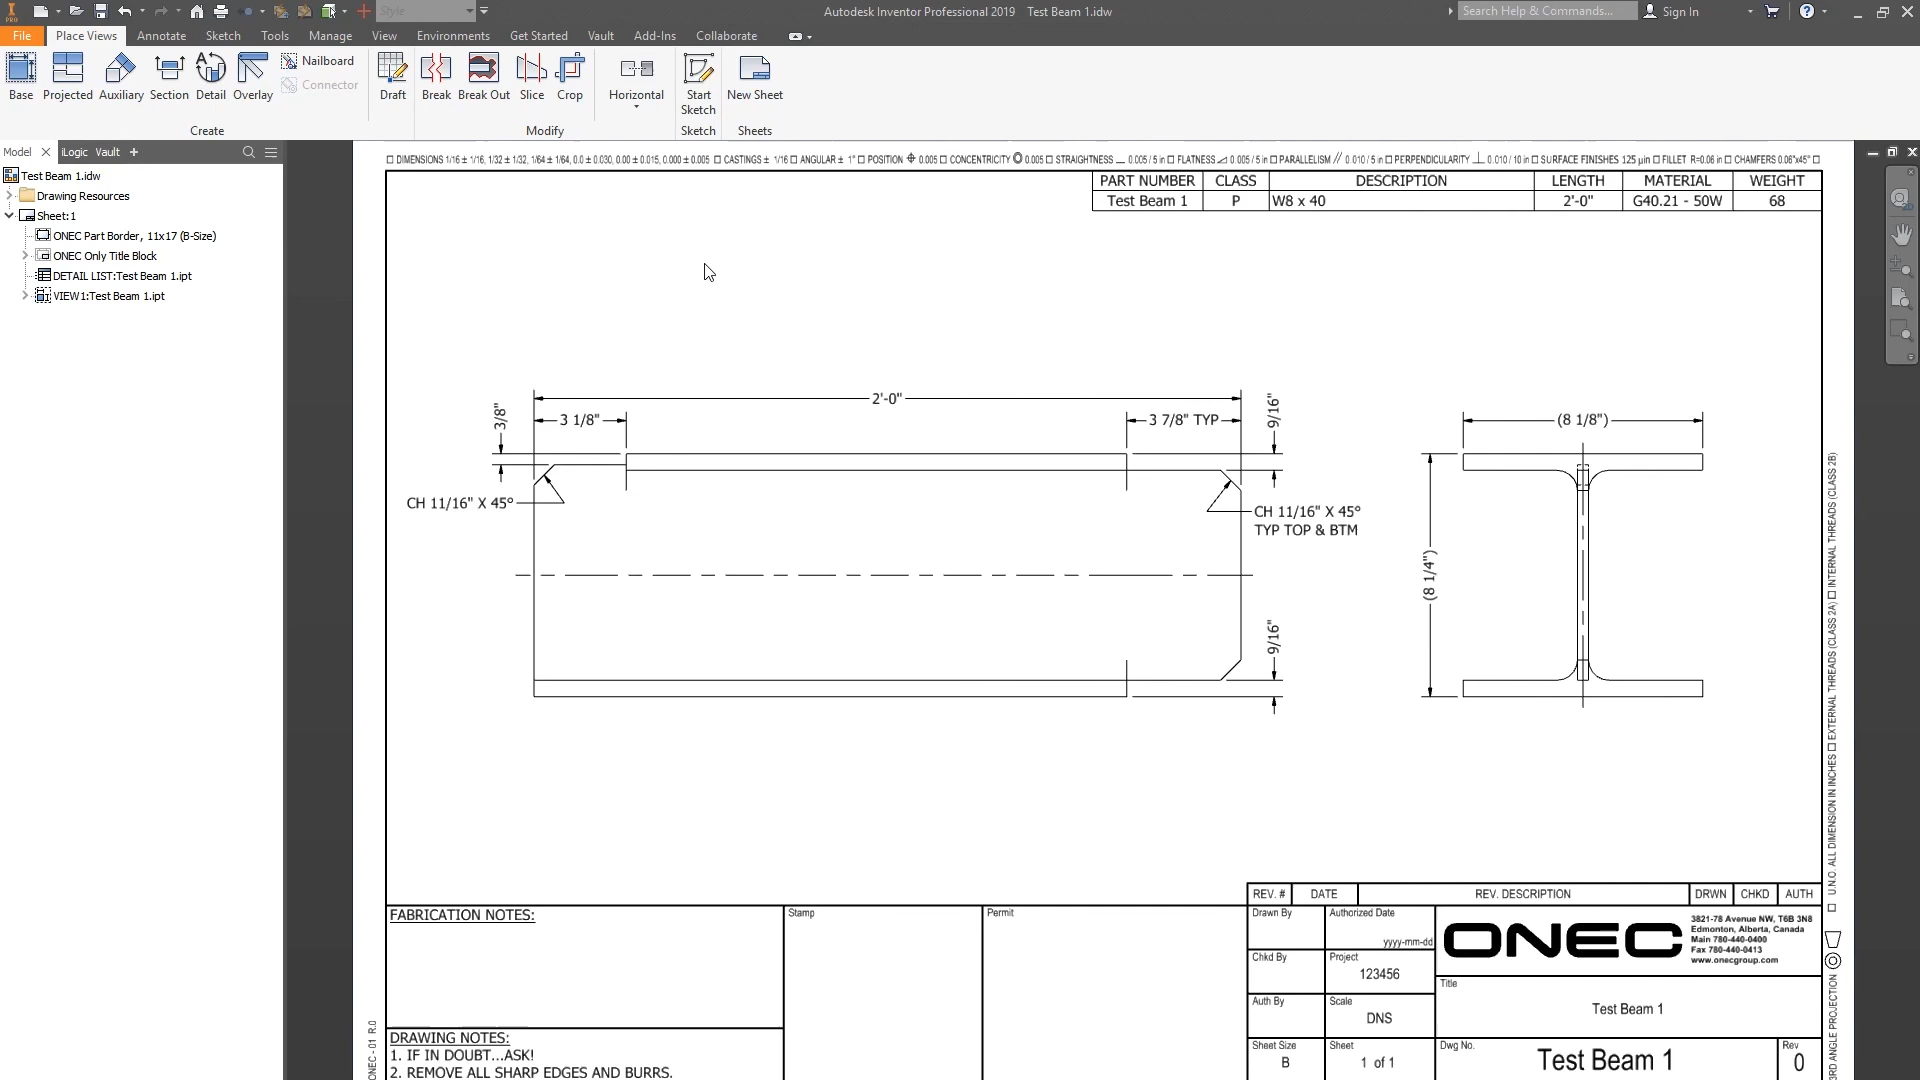 PRO
Style
Autodesk Inventor Professional 2019   Test Beam 1.idw
Search Help & Commands...
Sign In
File
Place Views
Annotate
Sketch
Tools
Manage
View
Environments
Get Started
Vault
Add-Ins
Collaborate
Base
Projected
Auxiliary
Section
Detail
Overlay
Nailboard
Connector
Draft
Break
Break Out
Slice
Crop
Horizontal
Start
Sketch
New Sheet
Create
Modify
Sketch
Sheets
Model
iLogic
Vault
Test Beam 1.idw
Drawing Resources
Sheet:1
ONEC Part Border, 11x17 (B-Size)
ONEC Only Title Block
DETAIL LIST:Test Beam 1.ipt
VIEW1:Test Beam 1.ipt
☐ DIMENSIONS 1/16 ± 1/16, 1/32 ± 1/32, 1/64 ± 1/64, 0.0 ± 0.030, 0.00 ± 0.015, 0.000 ± 0.005 ☐ CASTINGS ± 1/16 ☐ ANGULAR ± 1° ☐ POSITION ⌖ 0.005 ☐ CONCENTRICITY ◎ 0.005 ☐ STRAIGHTNESS — 0.005 / 5 in ☐ FLATNESS ⏥ 0.005 / 5 in ☐ PARALLELISM // 0.010 / 5 in ☐ PERPENDICULARITY ⊥ 0.010 / 10 in ☐ SURFACE FINISHES 125 µin ☐ FILLET R=0.06 in ☐ CHAMFERS 0.06"x45° ☐
PART NUMBER CLASS DESCRIPTION LENGTH MATERIAL WEIGHT
Test Beam 1 P W8 x 40 2'-0" G40.21 - 50W 68
2'-0"
3/8"
3 1/8"
3 7/8" TYP
9/16"
(8 1/8")
CH 11/16" X 45°
CH 11/16" X 45°
TYP TOP & BTM
(8 1/4")
9/16"
☐ U.N.O. ALL DIMENSION IN INCHES ☐ EXTERNAL THREADS (CLASS 2A) ☐ INTERNAL THREADS (CLASS 2B)
3RD ANGLE PROJECTION
ONEC - 01 R.0
REV. # DATE REV. DESCRIPTION DRWN CHKD AUTH
FABRICATION NOTES:
Stamp
Permit
Drawn By
Authorized Date
yyyy-mm-dd
Chkd By
Project
123456
Auth By
Scale
DNS
Sheet Size
B
Sheet
1 of 1
ONEC
3821-78 Avenue NW, T6B 3N8
Edmonton, Alberta, Canada
Main 780-440-0400
Fax 780-440-0413
www.onecgroup.com
Title
Test Beam 1
Dwg No.
Test Beam 1
Rev
0
DRAWING NOTES:
1. IF IN DOUBT...ASK!
2. REMOVE ALL SHARP EDGES AND BURRS.